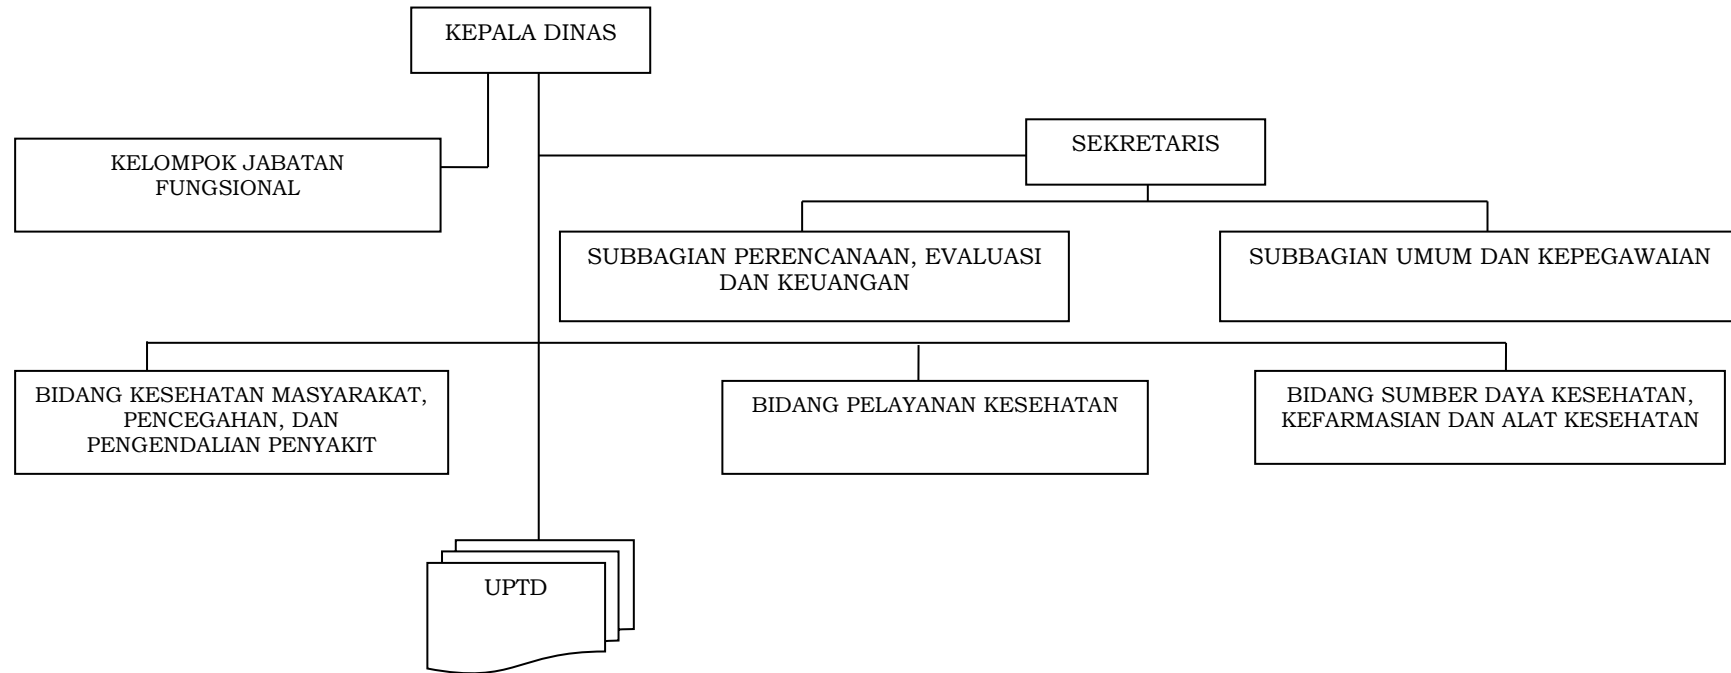 KEPALA DINAS
SEKRETARIS
KELOMPOK JABATAN
FUNGSIONAL
SUBBAGIAN PERENCANAAN, EVALUASI
DAN KEUANGAN
SUBBAGIAN UMUM DAN KEPEGAWAIAN
BIDANG KESEHATAN MASYARAKAT,
PENCEGAHAN, DAN
PENGENDALIAN PENYAKIT
BIDANG PELAYANAN KESEHATAN
BIDANG SUMBER DAYA KESEHATAN,
KEFARMASIAN DAN ALAT KESEHATAN
UPTD